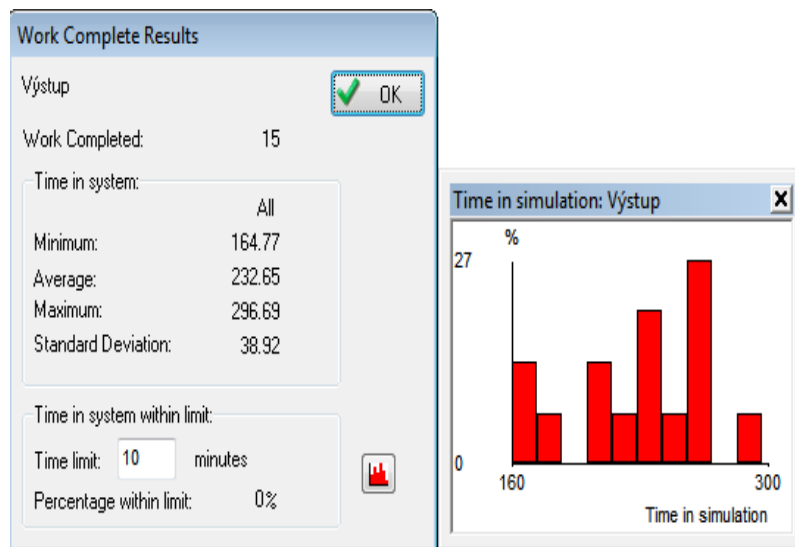 Work Complete Results
Výstup
OK
Work Completed: 15
Time in system:
All
Minimum: 164.77
Average: 232.65
Maximum: 296.69
Standard Deviation: 38.92
Time in system within limit:
Time limit: 10 minutes
Percentage within limit: 0%
Time in simulation: Výstup
%
27
0
160 300
Time in simulation